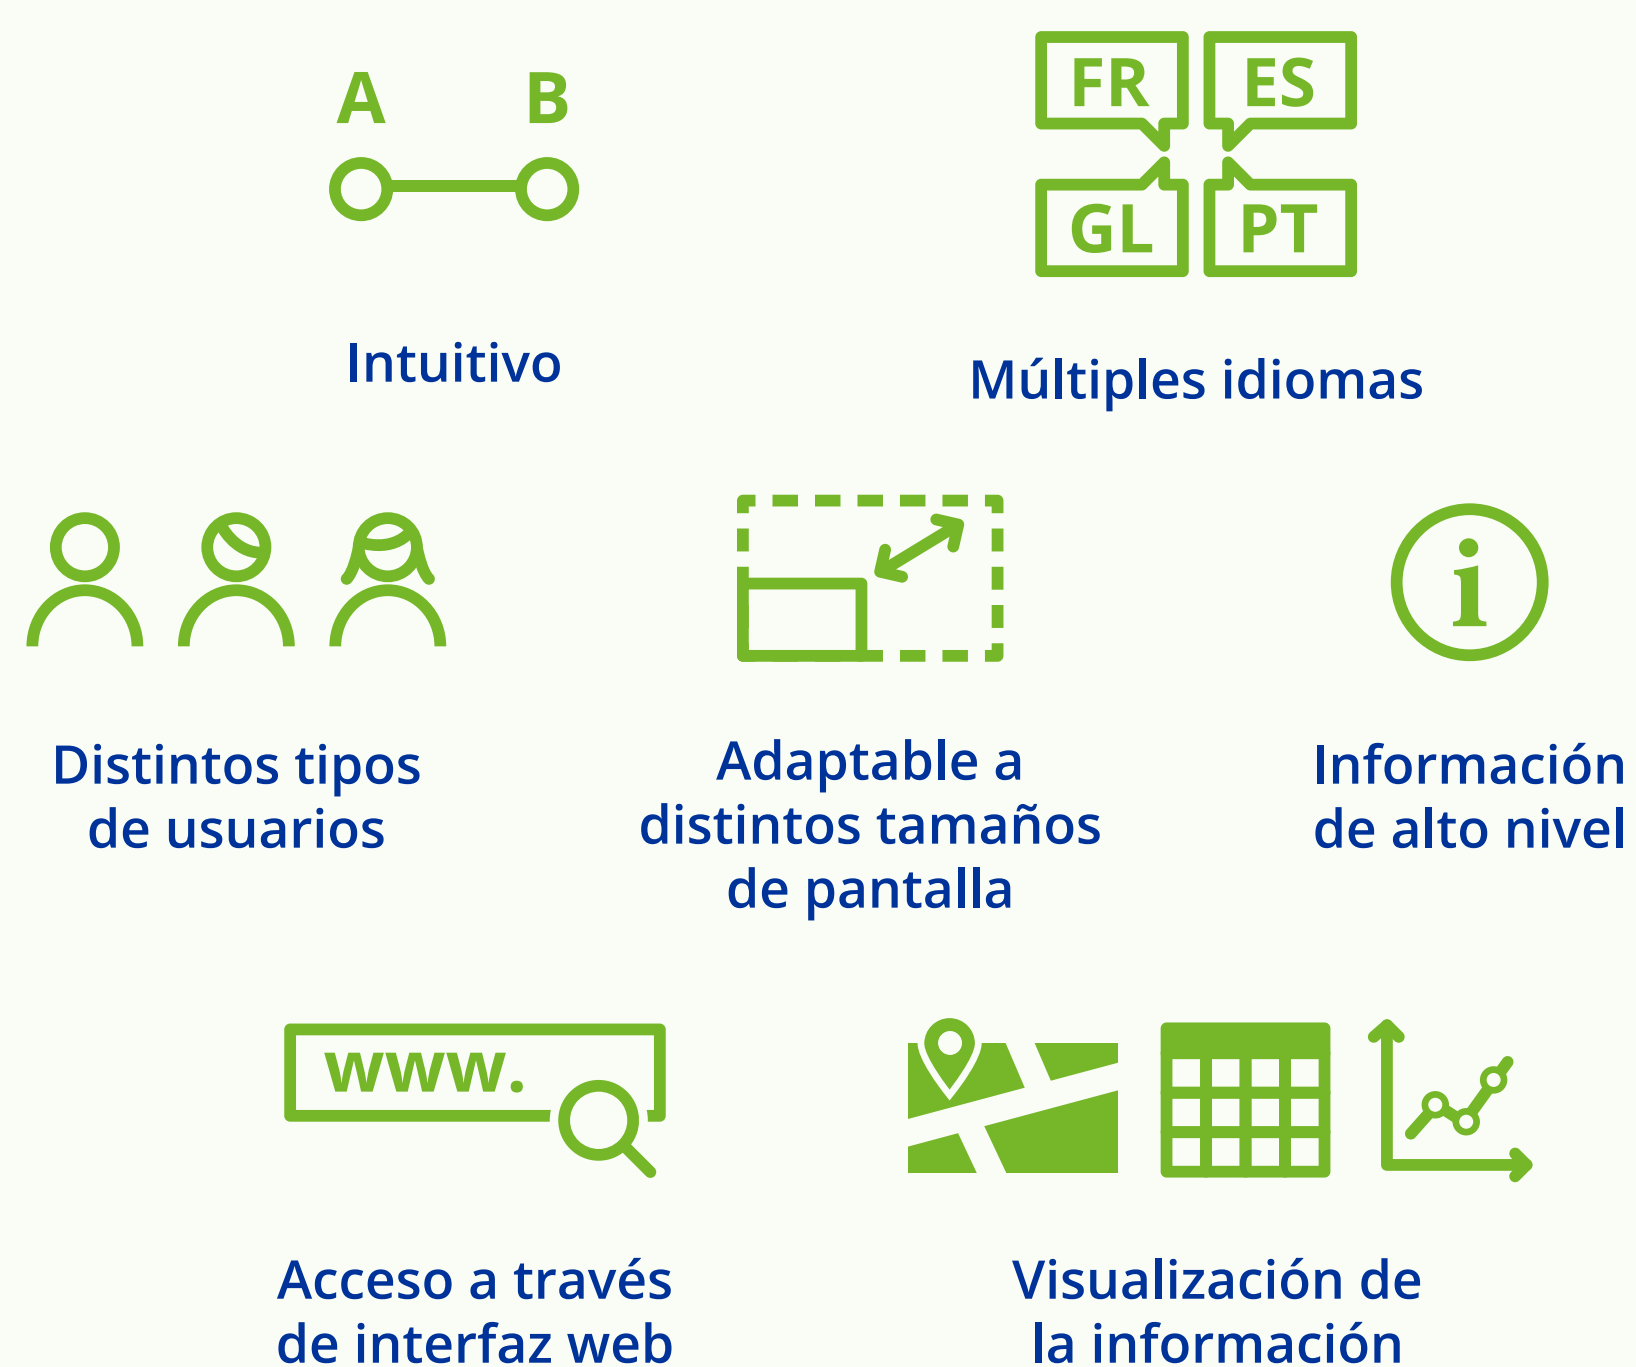 A B
FR ES
GL PT
Intuitivo
Múltiples idiomas
i
Distintos tipos
de usuarios
Adaptable a
distintos tamaños
de pantalla
Información
de alto nivel
www.
Acceso a través
de interfaz web
Visualización de
la información